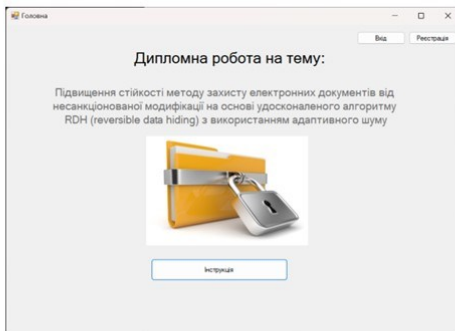 Головна
Вхід Реєстрація
Дипломна робота на тему:
Підвищення стійкості методу захисту електронних документів від
несанкціонованої модифікації на основі удосконаленого алгоритму
RDH (reversible data hiding) з використанням адаптивного шуму
Інструкція